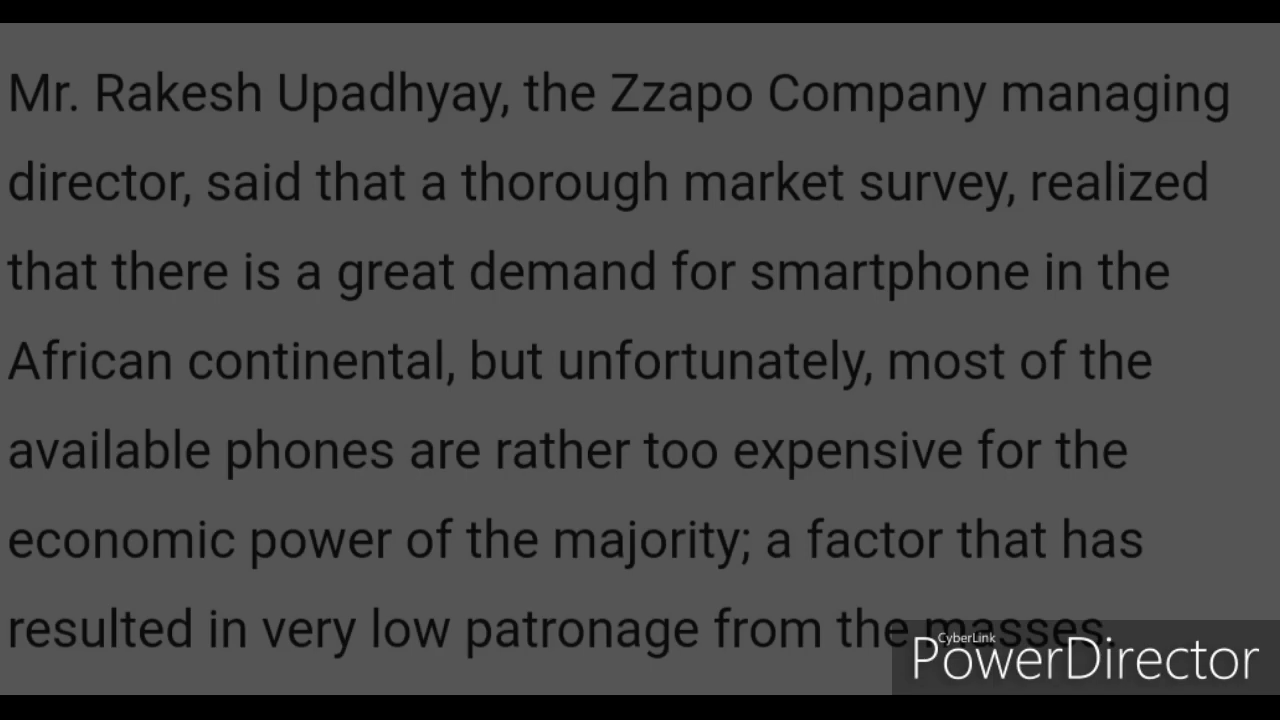 Mr. Rakesh Upadhyay, the Zzapo Company managing
director, said that a thorough market survey, realized
that there is a great demand for smartphone in the
African continental, but unfortunately, most of the
available phones are rather too expensive for the
economic power of the majority; a factor that has
resulted in very low patronage from the masses.
CyberLink
PowerDirector